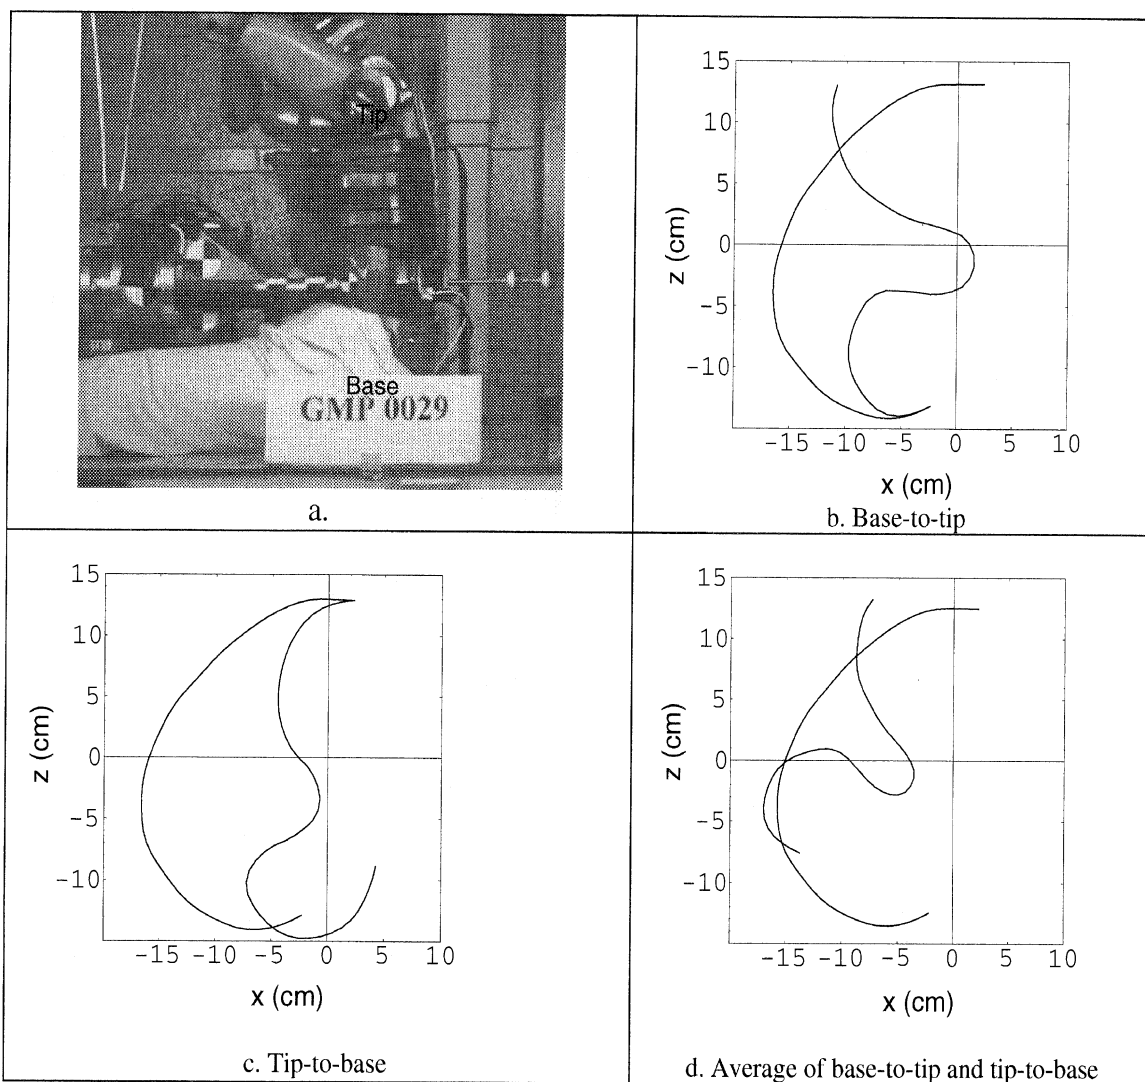 Tip
Base
GMP 0029
a.
15
10
5
0
-5
-10
-15 -10 -5 0 5 10
z (cm)
x (cm)
b. Base-to-tip
15
10
5
0
-5
-10
-15 -10 -5 0 5 10
z (cm)
x (cm)
c. Tip-to-base
15
10
5
0
-5
-10
-15 -10 -5 0 5 10
z (cm)
x (cm)
d. Average of base-to-tip and tip-to-base